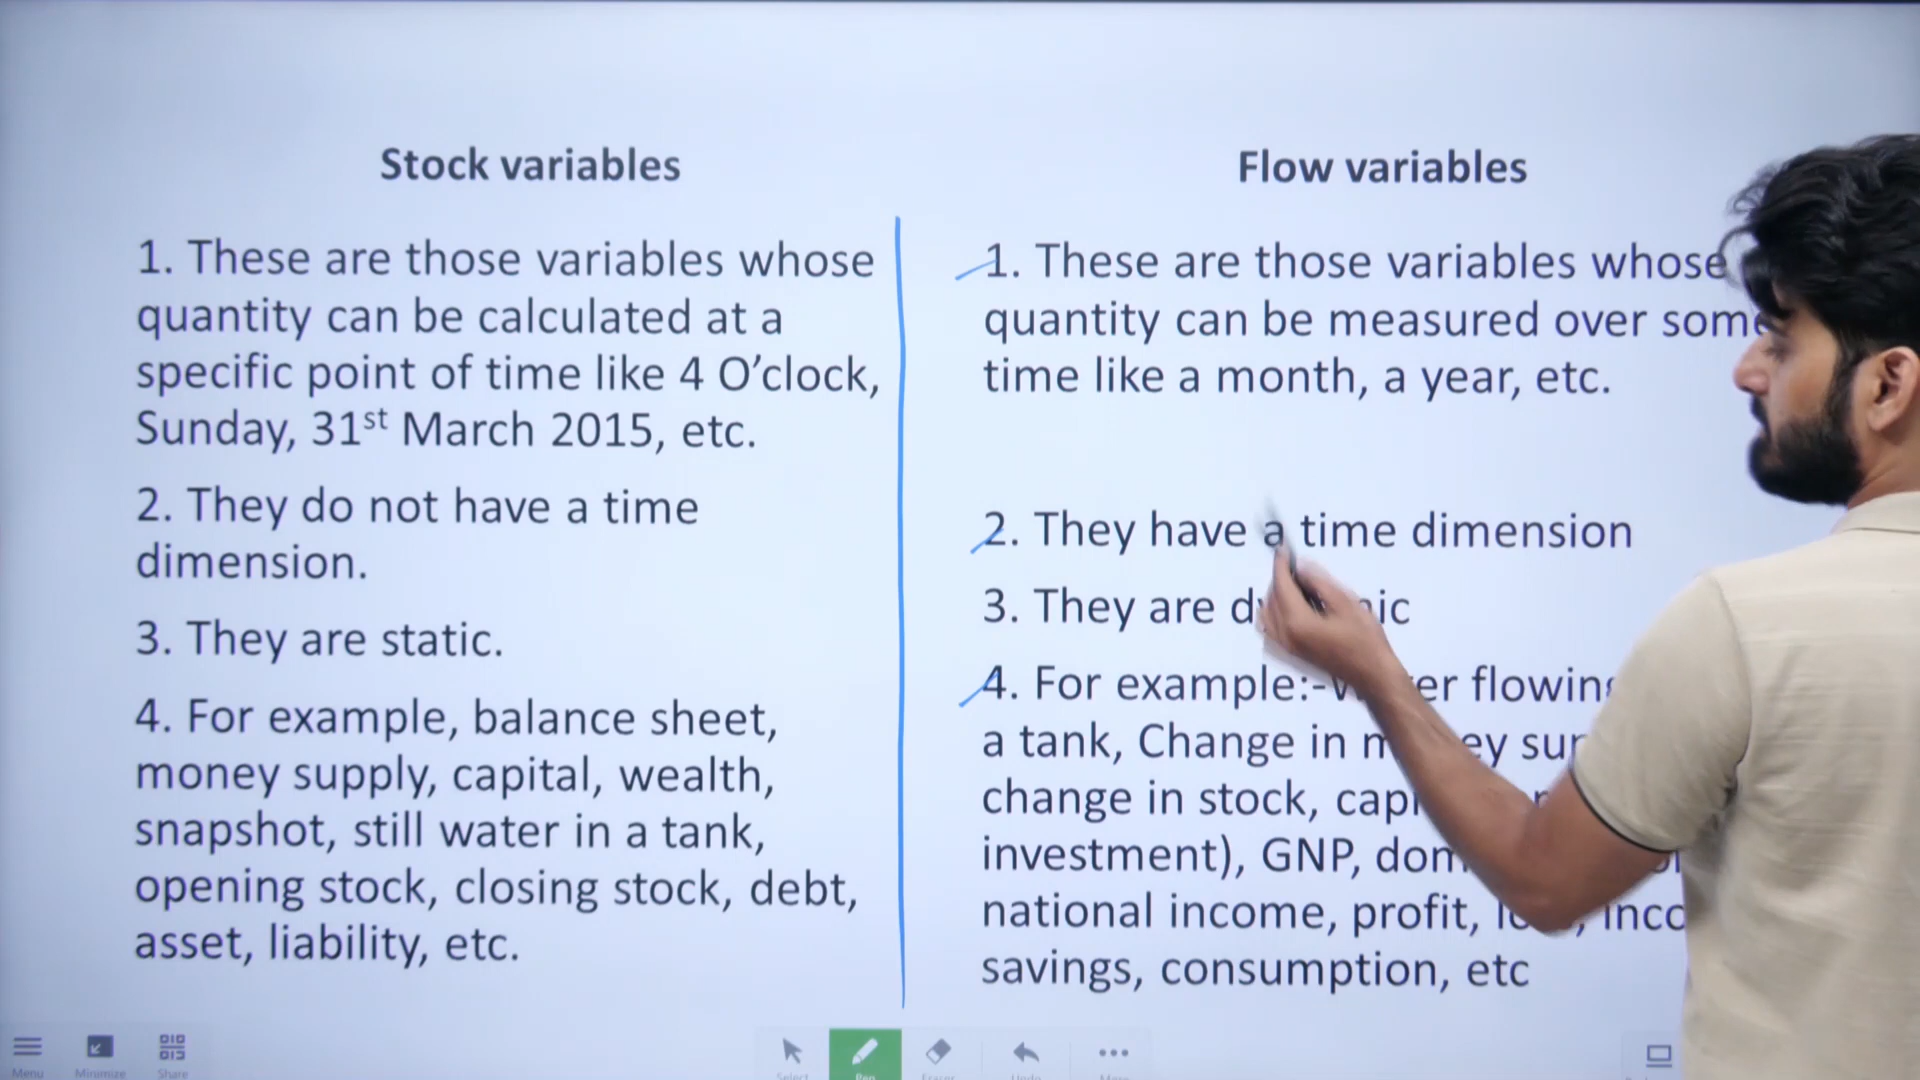 Stock variables
1. These are those variables whose
quantity can be calculated at a
specific point of time like 4 O’clock,
Sunday, 31st March 2015, etc.
2. They do not have a time
dimension.
3. They are static.
4. For example, balance sheet,
money supply, capital, wealth,
snapshot, still water in a tank,
opening stock, closing stock, debt,
asset, liability, etc.
Flow variables
1. These are those variables whose
quantity can be measured over some
time like a month, a year, etc.
2. They have a time dimension
3. They are
4. For example:- flowing
a tank, Change in
change in stock,
investment), GNP,
national income, profit,
savings, consumption, etc
Menu
Minimize
Share
Select
Pen
Eraser
Undo